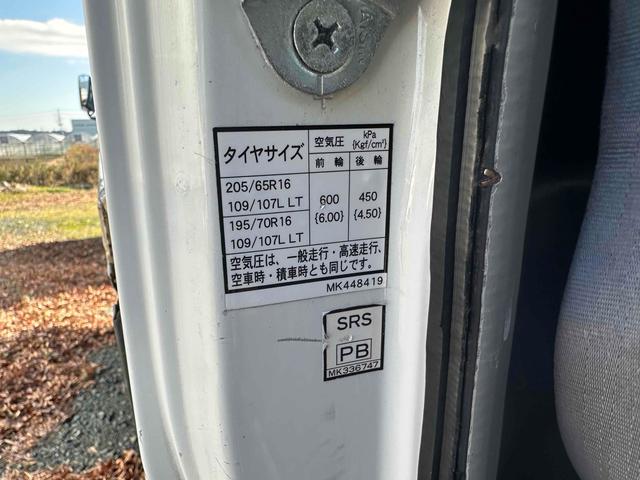 タイヤサイズ 空気圧 kPa {Kgf/cm²}
前輪 後輪
205/65R16
109/107L LT
195/70R16
109/107L LT
600 {6.00}
450 {4.50}
空気圧は、一般走行・高速走行、
空車時・積車時とも同じです。
MK448419
SRS
PB
MK336747